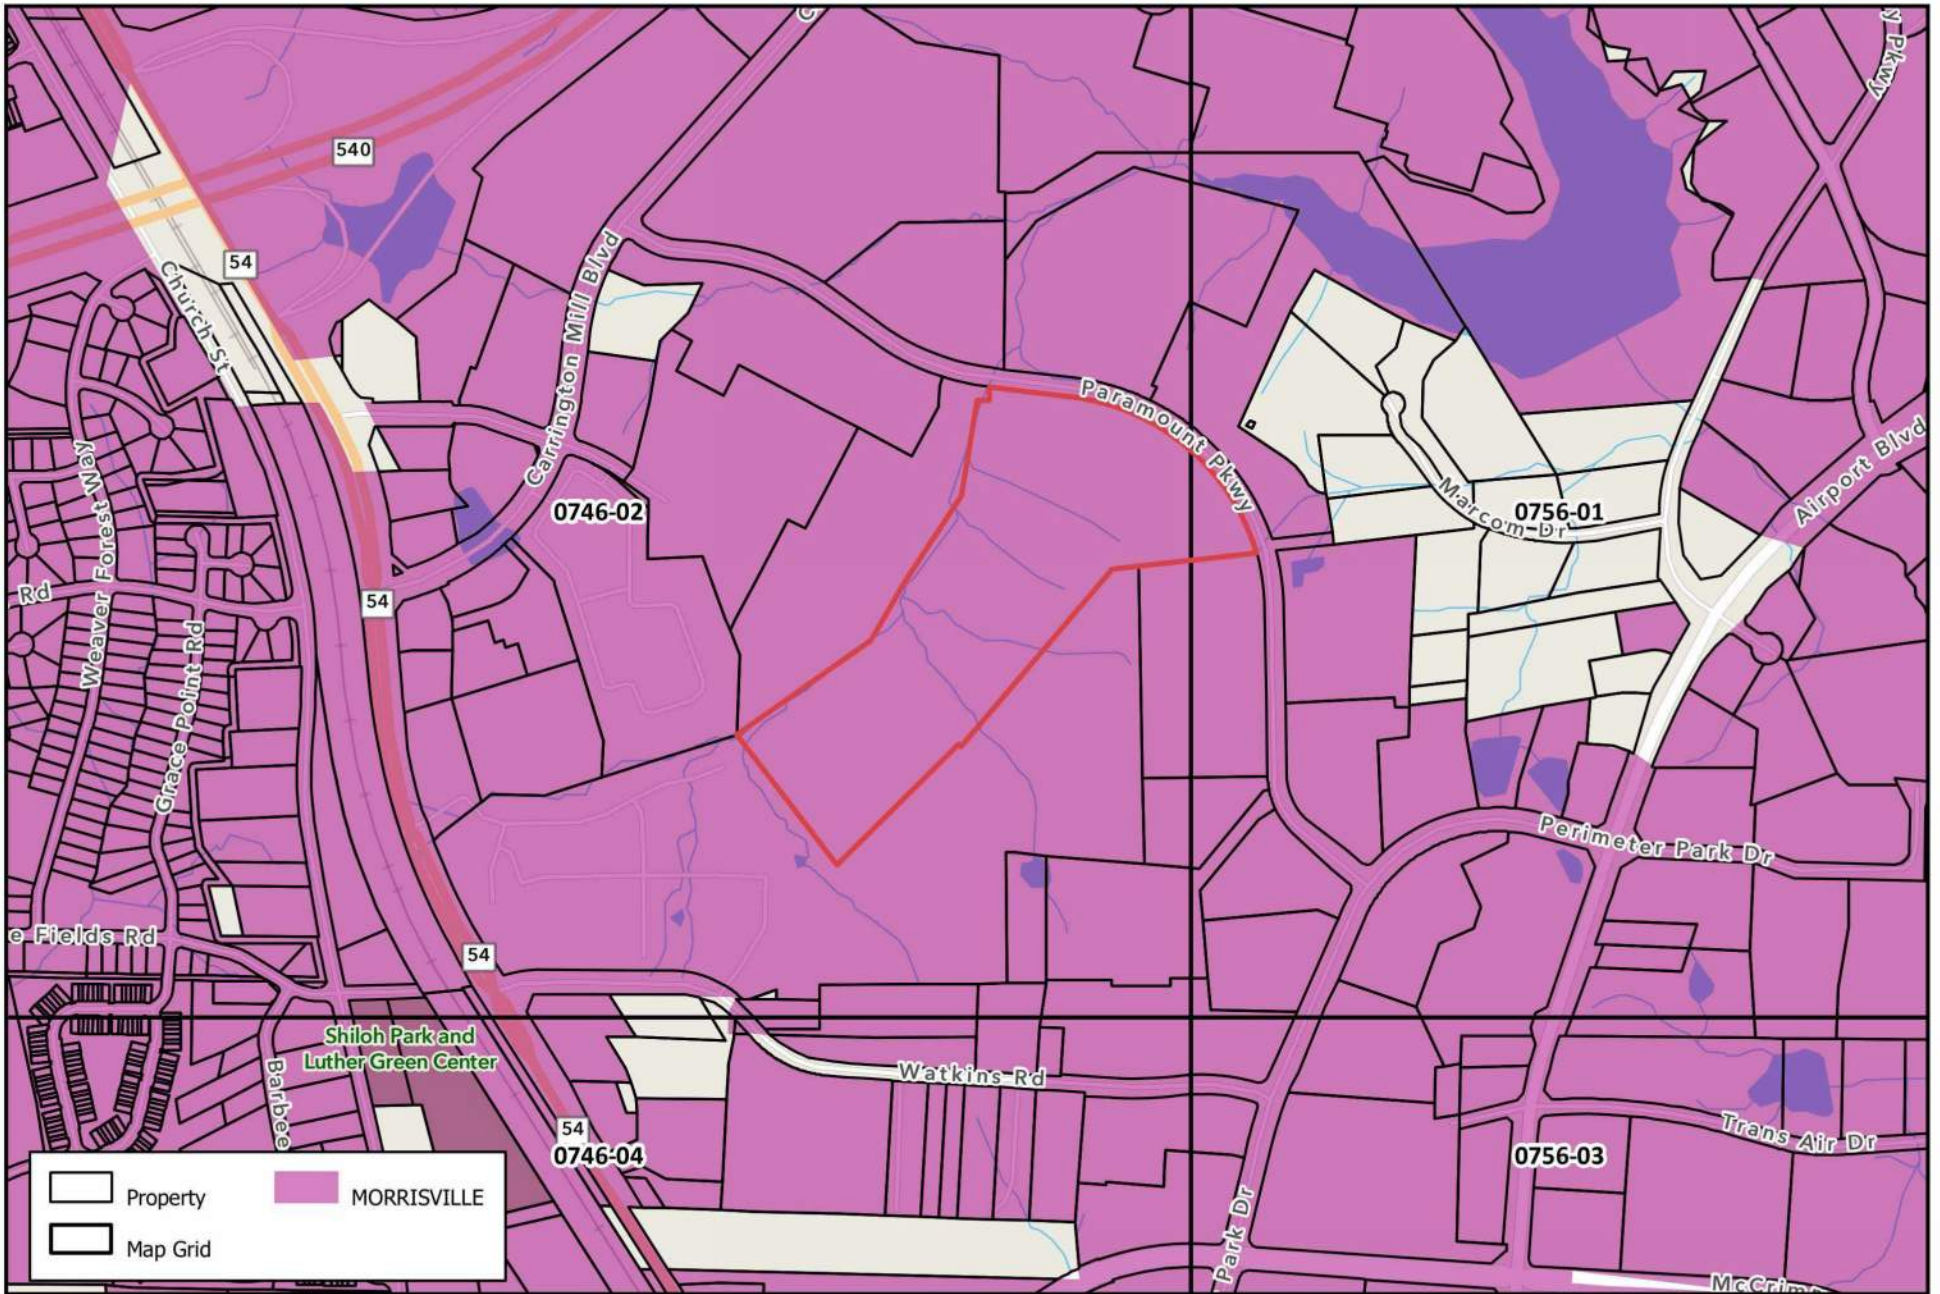 y Pkwy
540
54
Church St
Carrington Mill Blvd
Paramount Pkwy
Airport Blvd
Weaver Forest Way
0746-02
Marcom Dr
0756-01
Rd
54
Grace Point Rd
Perimeter Park Dr
e Fields Rd
54
Shiloh Park and
Luther Green Center
Barbee
Watkins Rd
54
0746-04
0756-03
Trans Air Dr
Park Dr
Property
MORRISVILLE
Map Grid